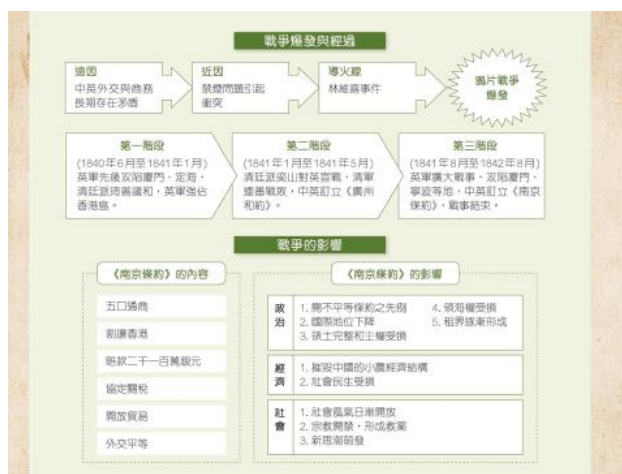 戰爭爆發與經過
遠因
中英外交與商務
長期存在矛盾
近因
禁煙問題引起
衝突
導火線
林維喜事件
鴉片戰爭
爆發
第一階段
(1840年6月至1841年1月)
英軍先後攻陷廈門、定海,
清廷派琦善議和,英軍強佔
香港島。
第二階段
(1841年1月至1841年5月)
清廷派奕山對英宣戰,清軍
連番戰敗,中英訂立《廣州
和約》。
第三階段
(1841年8月至1842年8月)
英軍擴大戰事,攻陷廈門、
寧波等地,中英訂立《南京
條約》,戰事結束。
戰爭的影響
《南京條約》的內容
五口通商
割讓香港
賠款二千一百萬銀元
協定關稅
開放貿易
外交平等
《南京條約》的影響
政治
1. 開不平等條約之先例
2. 國際地位下降
3. 領土完整和主權受損
4. 領海權受損
5. 租界逐漸形成
經濟
1. 摧毀中國的小農經濟結構
2. 社會民生受損
社會
1. 社會風氣日漸開放
2. 宗教開禁,形成教案
3. 新思潮萌發